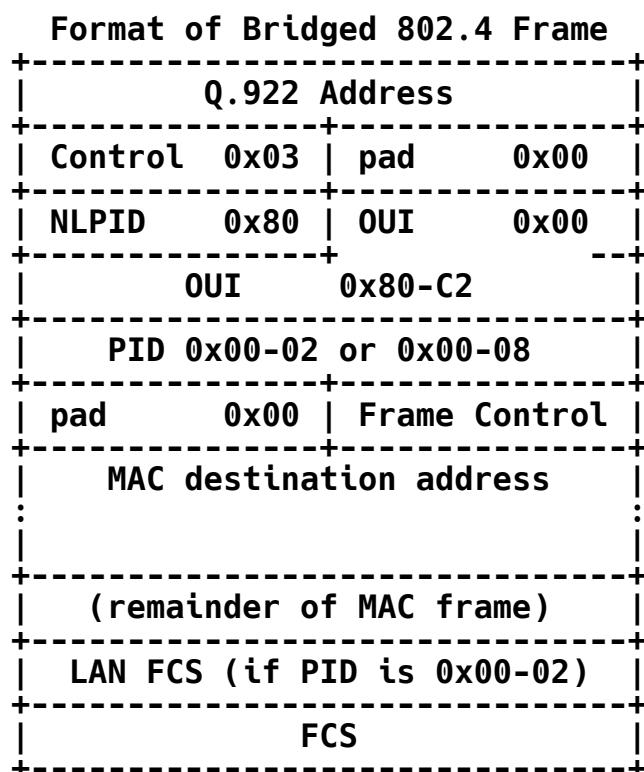 Format of Bridged 802.4 Frame
+-------------------------------+
|         Q.922 Address         |
+---------------+---------------+
| Control  0x03 | pad      0x00 |
+---------------+---------------+
| NLPID    0x80 | OUI      0x00 |
+---------------+             --+
|        OUI     0x80-C2        |
+-------------------------------+
|    PID 0x00-02 or 0x00-08     |
+---------------+---------------+
| pad      0x00 | Frame Control |
+---------------+---------------+
|    MAC destination address    |
:                               :
|                               |
+-------------------------------+
|   (remainder of MAC frame)    |
+-------------------------------+
|  LAN FCS (if PID is 0x00-02)  |
+-------------------------------+
|              FCS              |
+-------------------------------+